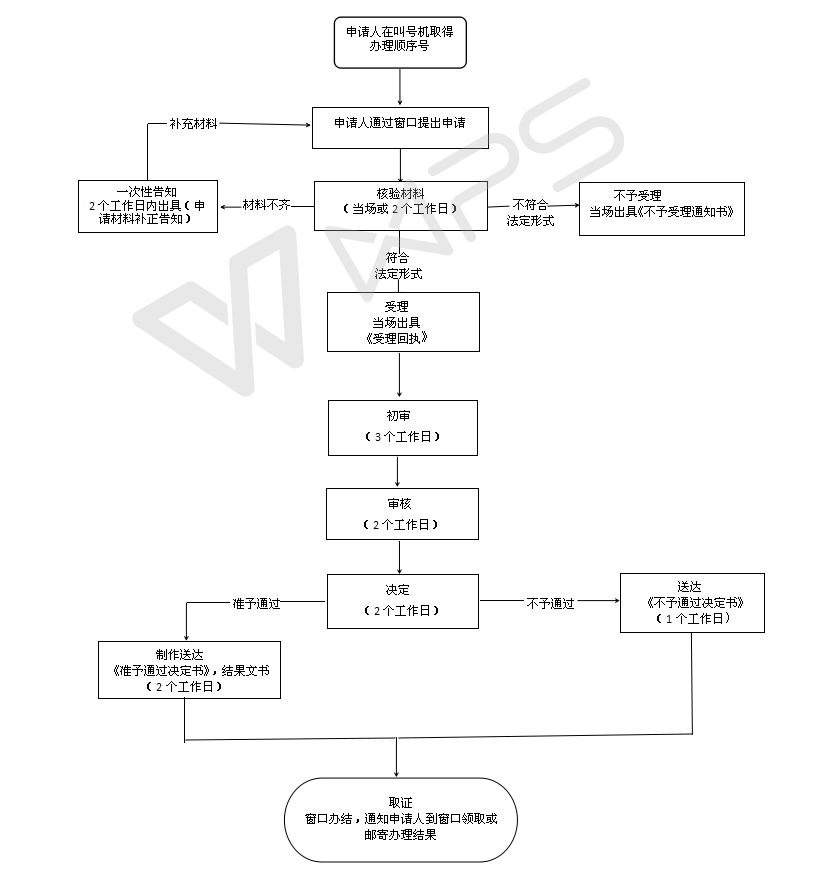 申请人在叫号机取得
办理顺序号
补充材料
申请人通过窗口提出申请
一次性告知
2个工作日内出具（申
请材料补正告知）
材料不齐
核验材料
（当场或2个工作日）
不符合
法定形式
不予受理
当场出具《不予受理通知书》
符合
法定形式
受理
当场出具
《受理回执》
初审
（3个工作日）
审核
（2个工作日）
决定
（2个工作日）
准予通过
不予通过
送达
《不予通过决定书》
（1个工作日）
制作送达
《准予通过决定书》，结果文书
（2个工作日）
取证
窗口办结，通知申请人到窗口领取或
邮寄办理结果
WPS